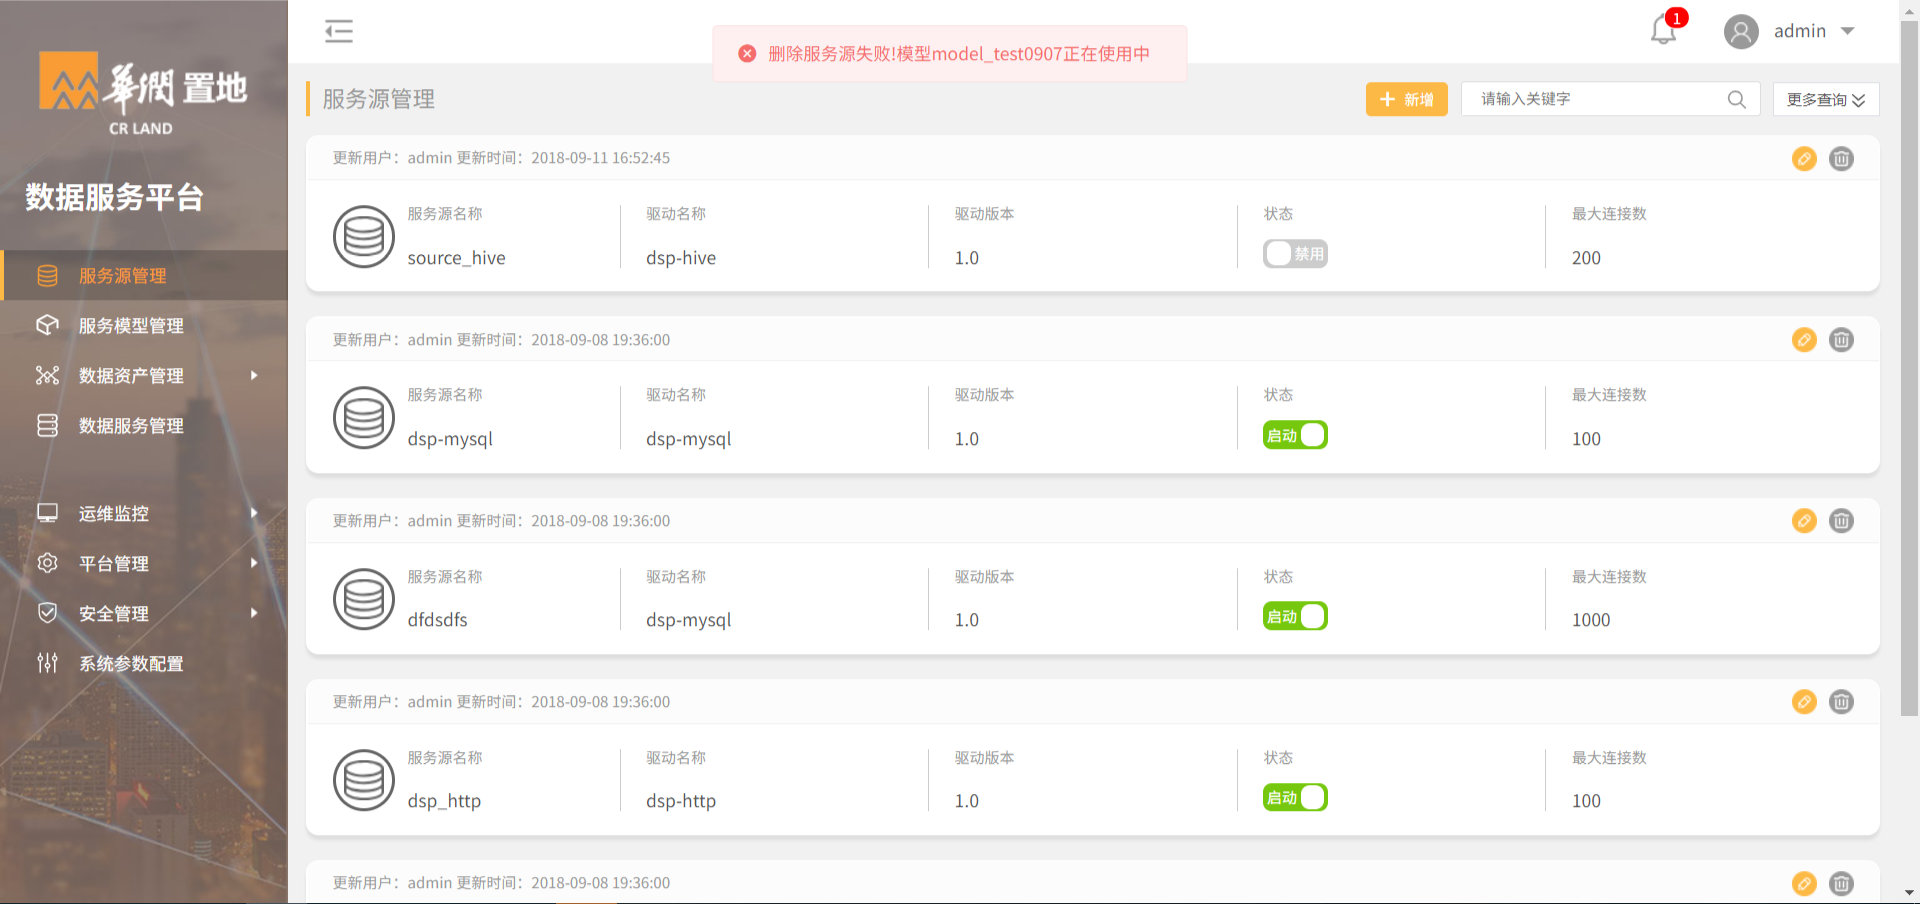 華潤置地
CR LAND
数据服务平台
服务源管理
服务模型管理
数据资产管理
数据服务管理
运维监控
平台管理
安全管理
系统参数配置
删除服务源失败!模型model_test0907正在使用中
1
admin
服务源管理
新增
请输入关键字
更多查询
更新用户：admin 更新时间：2018-09-11 16:52:45
服务源名称 驱动名称 驱动版本 状态 最大连接数
source_hive dsp-hive 1.0 禁用 200
更新用户：admin 更新时间：2018-09-08 19:36:00
服务源名称 驱动名称 驱动版本 状态 最大连接数
dsp-mysql dsp-mysql 1.0 启动 100
更新用户：admin 更新时间：2018-09-08 19:36:00
服务源名称 驱动名称 驱动版本 状态 最大连接数
dfdsdfs dsp-mysql 1.0 启动 1000
更新用户：admin 更新时间：2018-09-08 19:36:00
服务源名称 驱动名称 驱动版本 状态 最大连接数
dsp_http dsp-http 1.0 启动 100
更新用户：admin 更新时间：2018-09-08 19:36:00